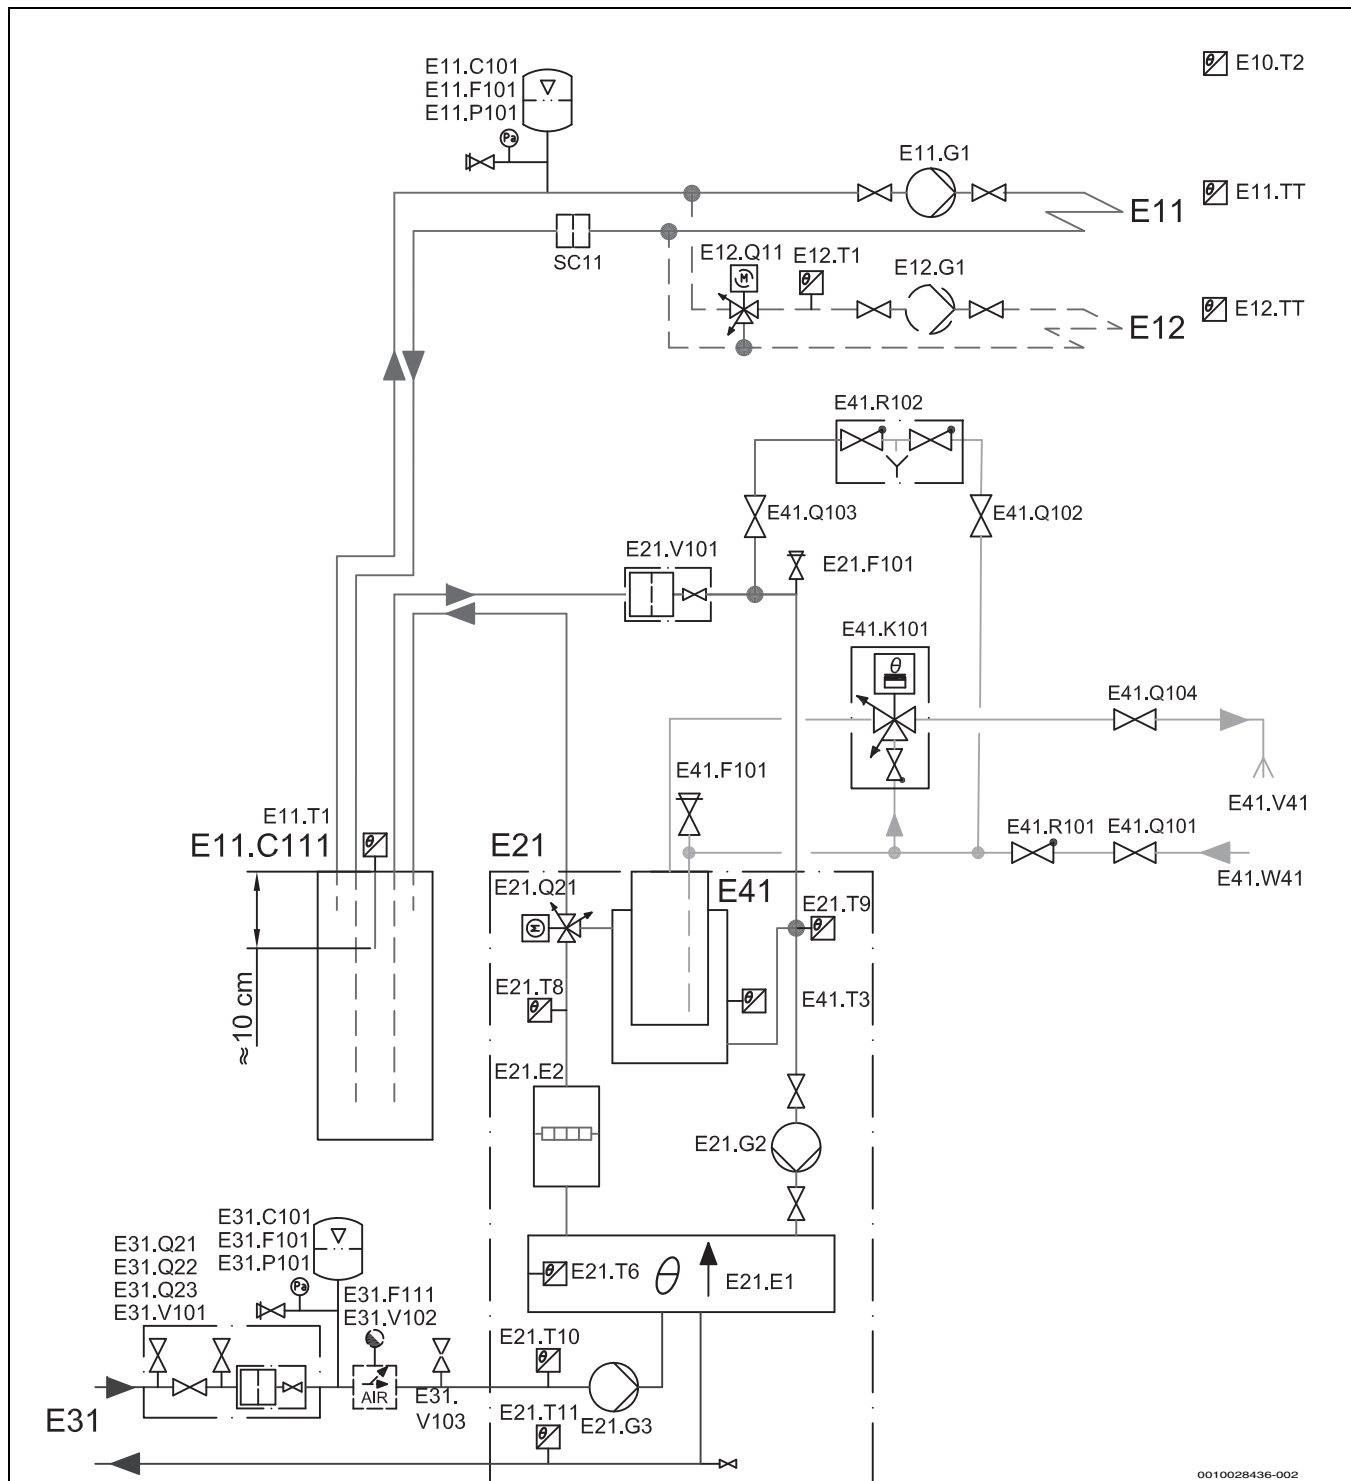 E11.C101
E11.F101
E11.P101
Pa
E10.T2
θ
E11.G1
E11
E11.TT
θ
SC11
E12.Q11
M
E12.T1
θ
E12.G1
E12
E12.TT
θ
E41.R102
E41.Q103
E41.Q102
E21.V101
E21.F101
E41.K101
θ
E41.Q104
E41.F101
E41.V41
E11.T1
E11.C111
θ
E41.R101
E41.Q101
E41.W41
E21
E21.Q21
M
E41
E21.T9
θ
≈10 cm
E21.T8
θ
θ
E41.T3
E21.E2
E21.G2
E31.C101
E31.F101
E31.P101
Pa
E31.Q21
E31.Q22
E31.Q23
E31.V101
E31.F111
E31.V102
θ
E21.T6
θ
E21.E1
E21.T10
θ
AIR
E31.
V103
E31
E21.T11
θ
E21.G3
0010028436-002